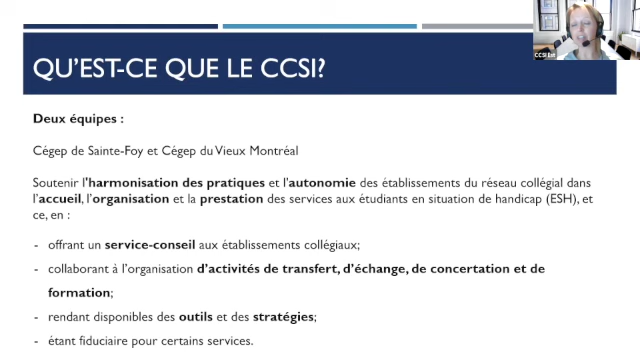 CCSI Est
QU'EST-CE QUE LE CCSI?
Deux équipes :
Cégep de Sainte-Foy et Cégep du Vieux Montréal
Soutenir l'harmonisation des pratiques et l'autonomie des établissements du réseau collégial dans
l'accueil, l'organisation et la prestation des services aux étudiants en situation de handicap (ESH), et
ce, en :
- offrant un service-conseil aux établissements collégiaux;
- collaborant à l'organisation d'activités de transfert, d'échange, de concertation et de
formation;
- rendant disponibles des outils et des stratégies;
- étant fiduciaire pour certains services.